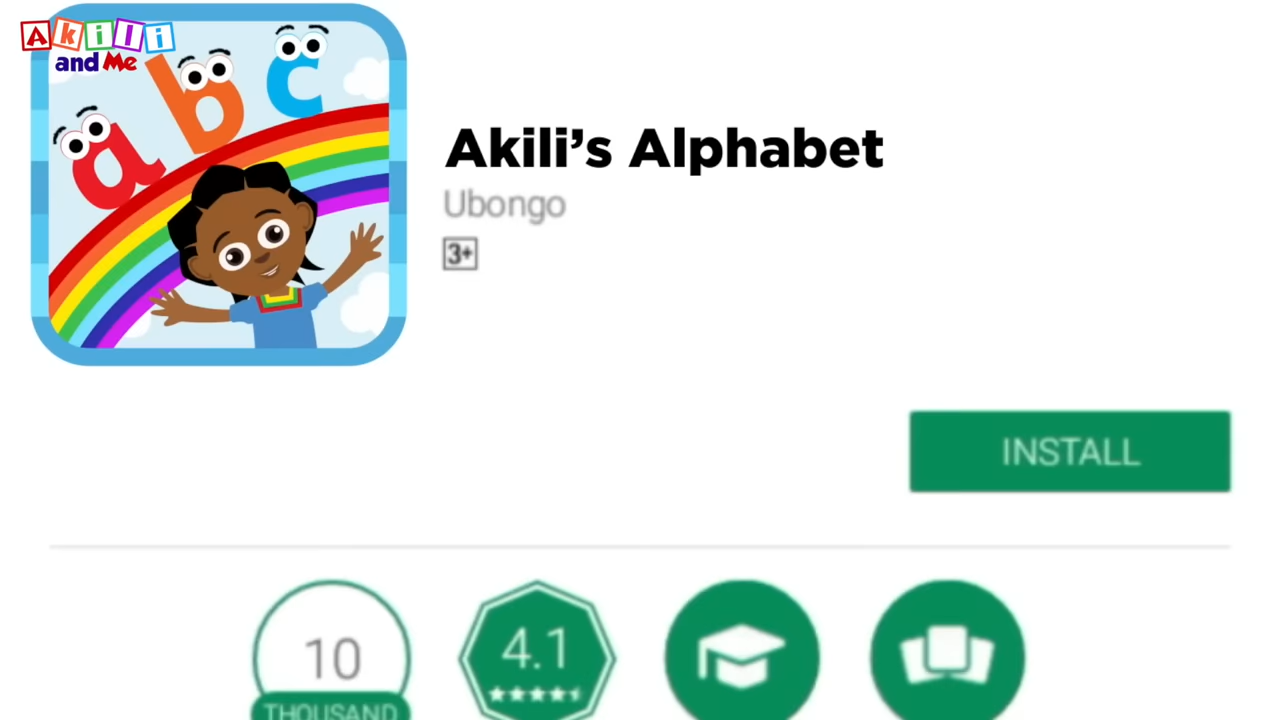 Akili
and Me
a b c
Akili's Alphabet
Ubongo
3+
INSTALL
10
THOUSAND
4.1